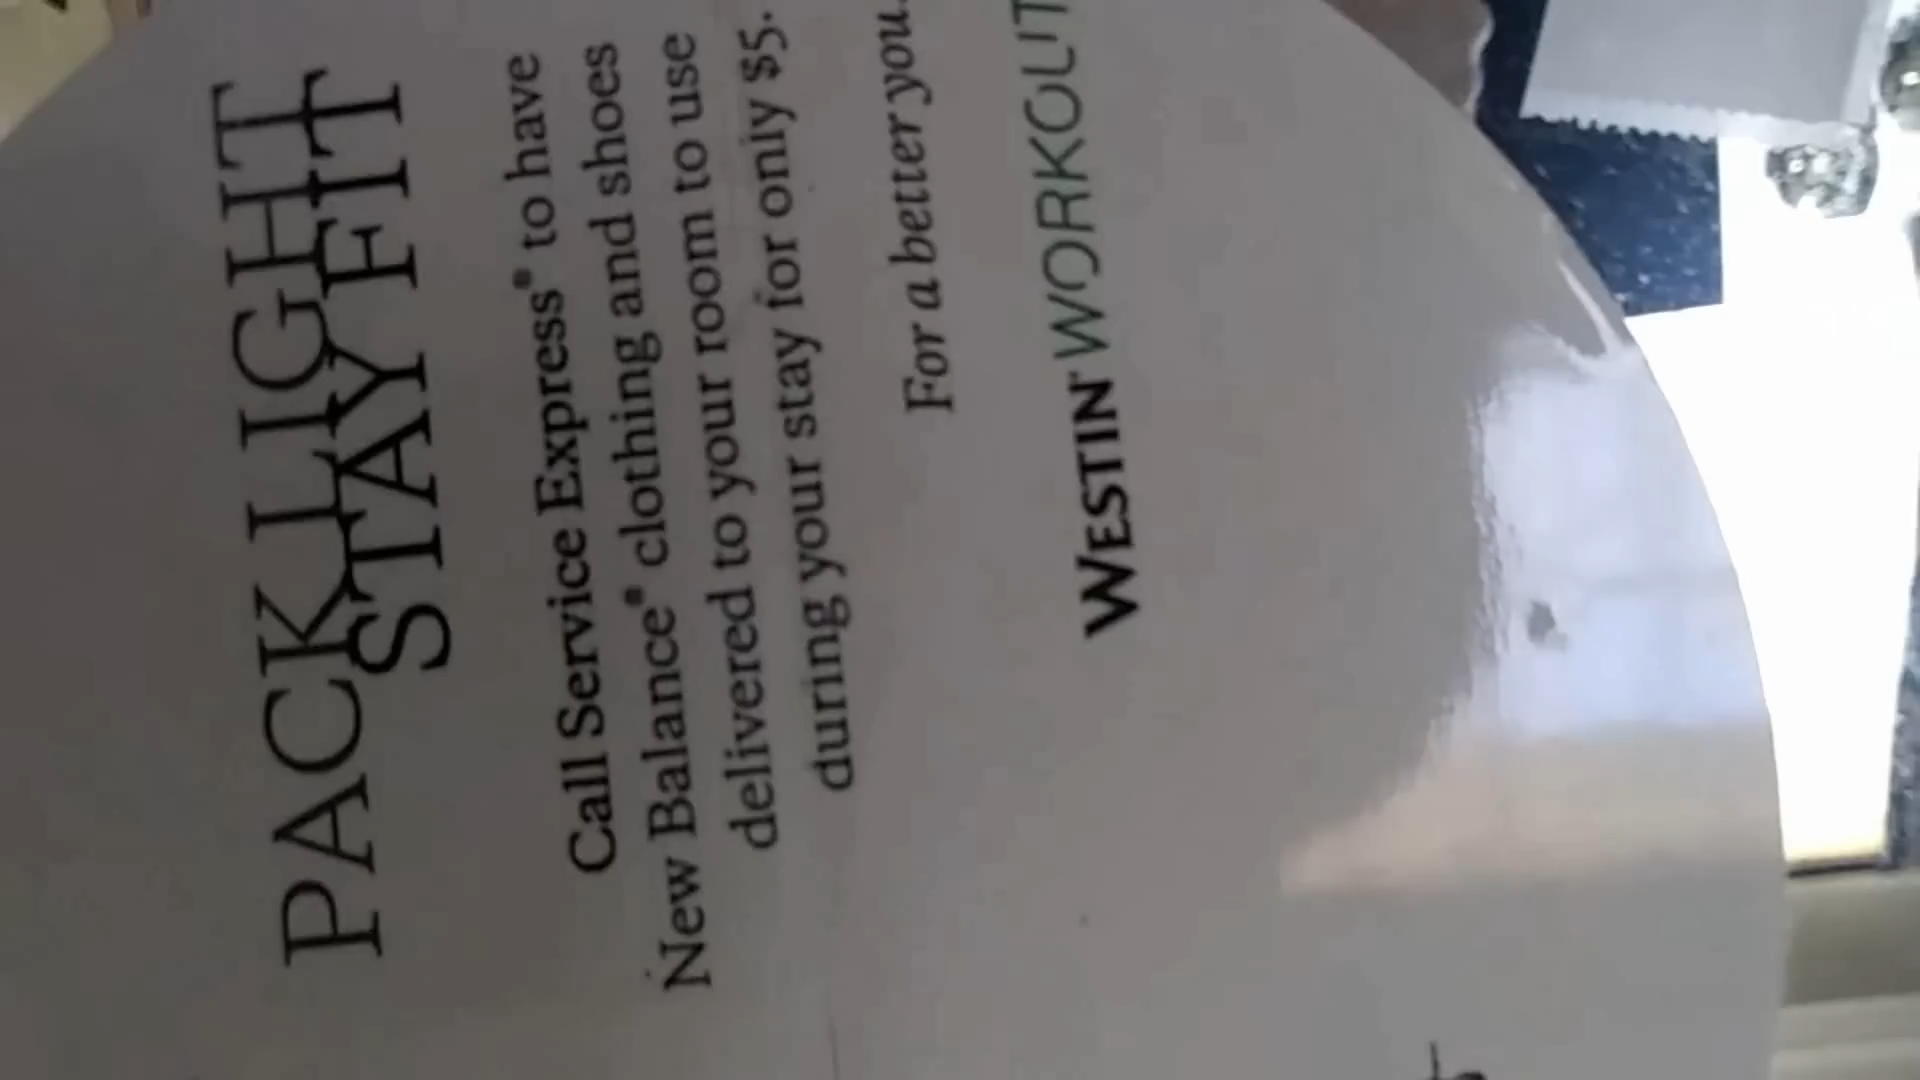 PACK LIGHT
STAY FIT
Call Service Express® to have
New Balance® clothing and shoes
delivered to your room to use
during your stay for only $5.
For a better you.
WESTIN WORKOUT